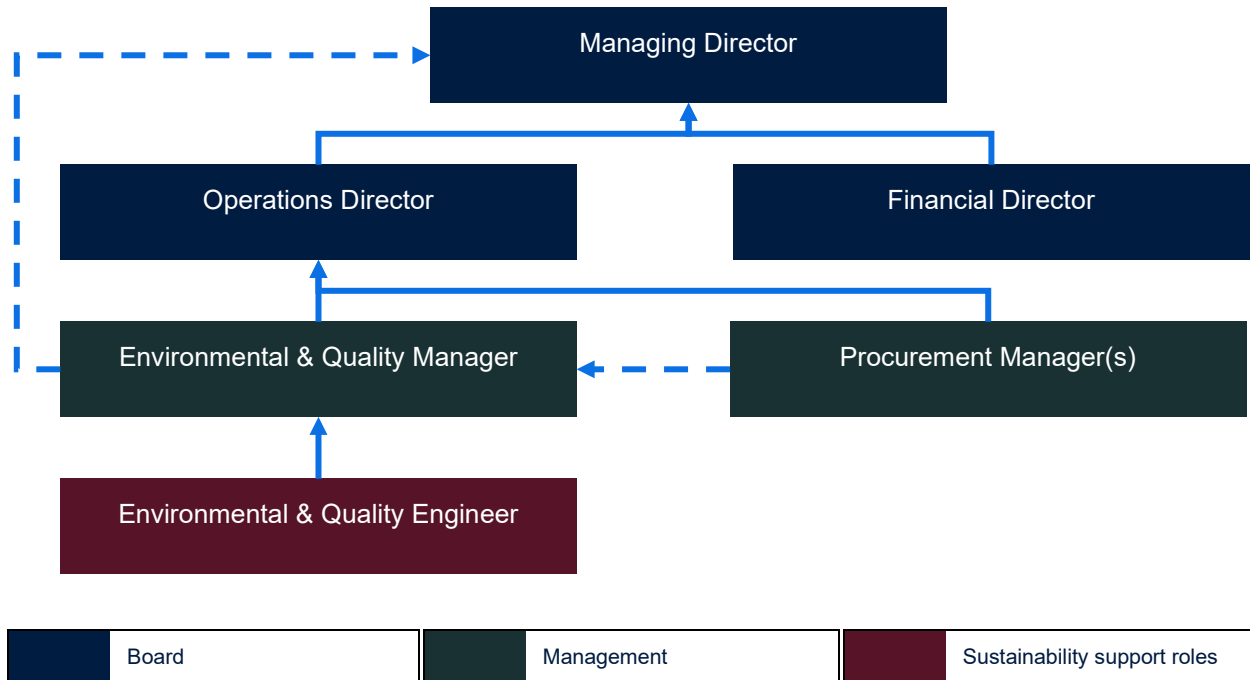 Managing Director
Operations Director
Financial Director
Environmental & Quality Manager
Procurement Manager(s)
Environmental & Quality Engineer
Board
Management
Sustainability support roles